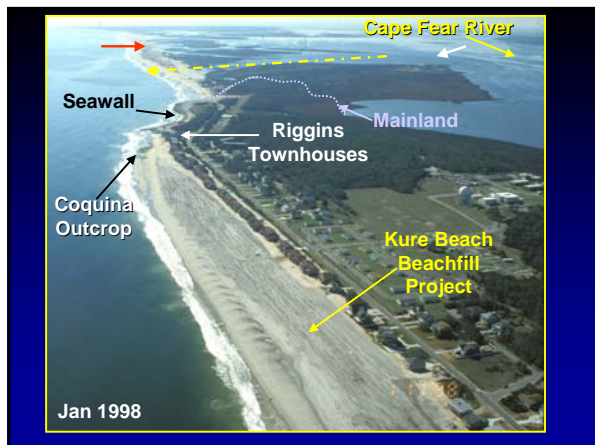 Cape Fear River
Seawall
Mainland
Riggins
Townhouses
Coquina
Outcrop
Kure Beach
Beachfill
Project
Jan 1998